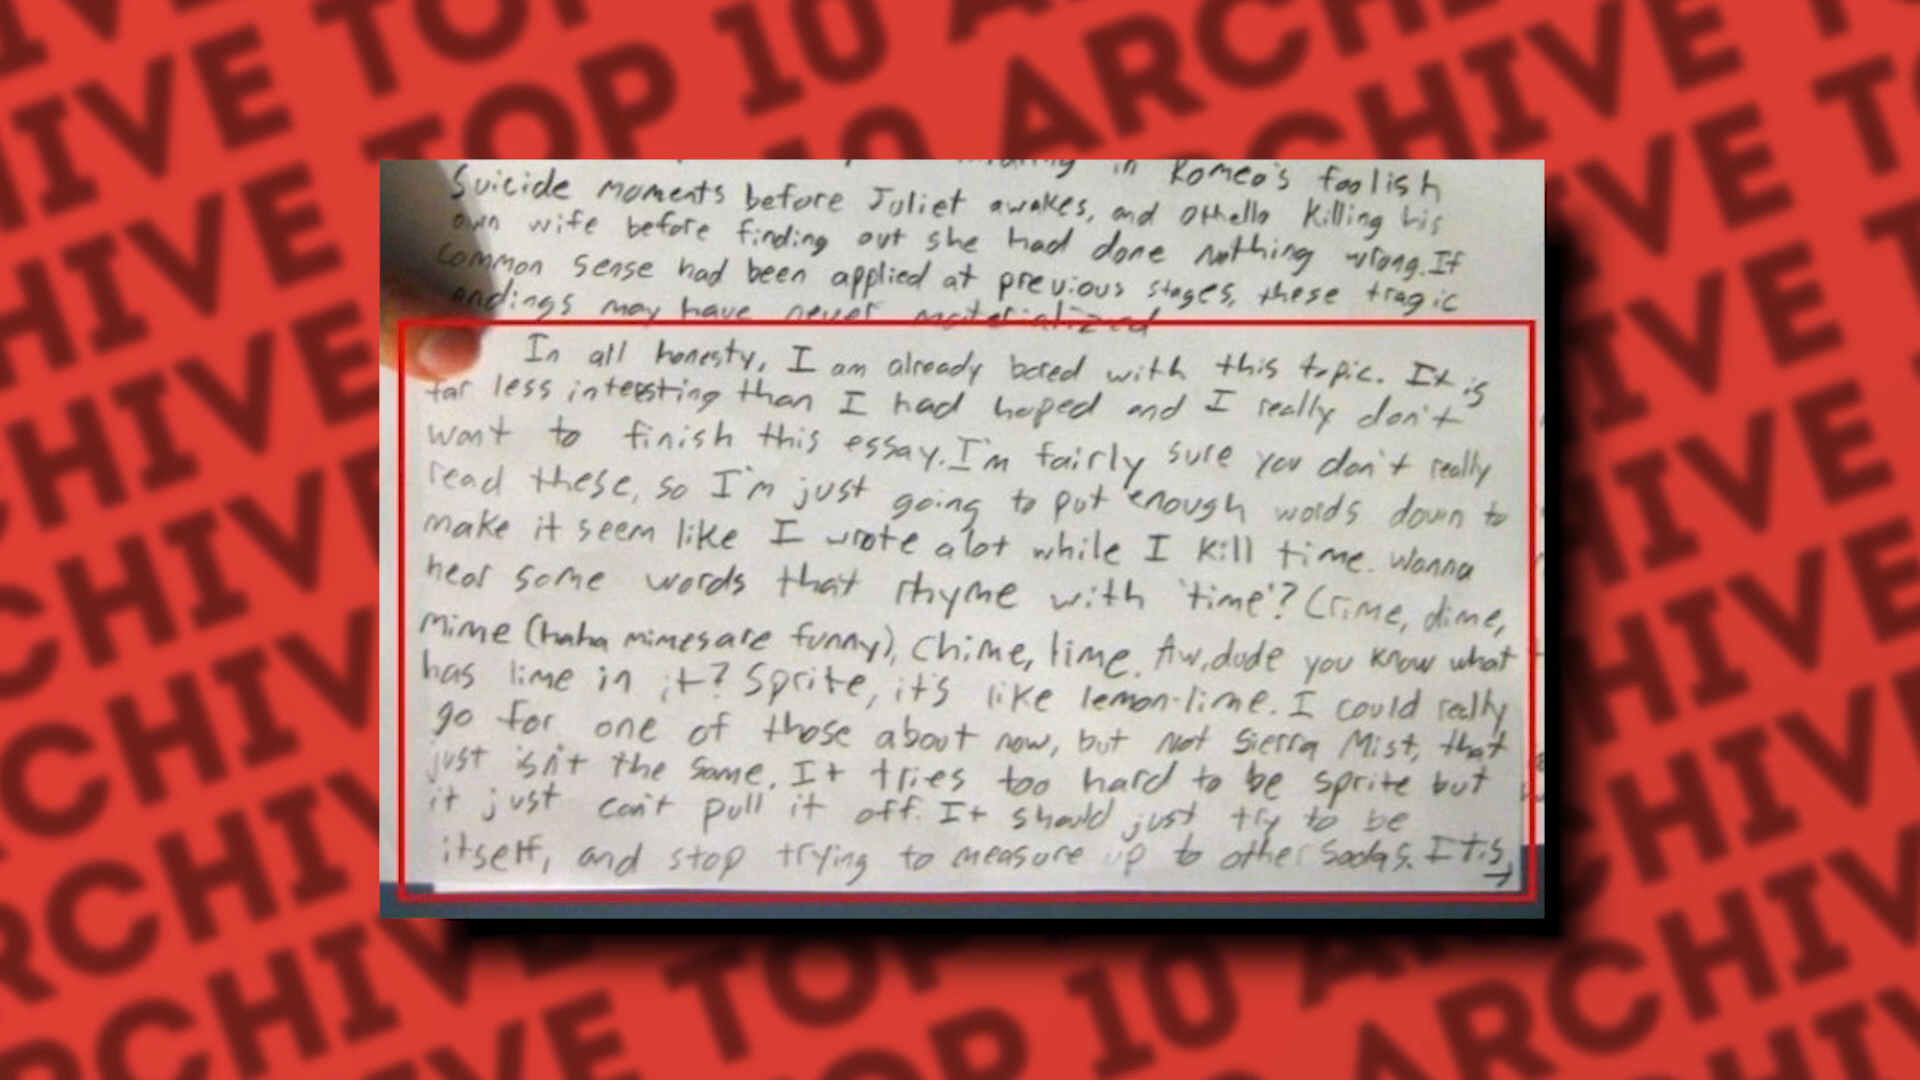 in Romeo's foolish
Suicide moments before Juliet awakes, and Othello killing his
own wife before finding out she had done nothing wrong. If
common sense had been applied at previous stages, these tragic
endings may have never materialized
In all honesty, I am already bored with this topic. It is
far less intersting than I had hoped and I really don't
want to finish this essay. I'm fairly sure you don't really
read these, so I'm just going to put enough words down to
make it seem like I wrote alot while I kill time. Wanna
hear some words that rhyme with 'time'? Crime, dime,
mime (haha mimes are funny), Chime, lime. Aw, dude you know what
has lime in it? Sprite, it's like lemon-lime. I could really
go for one of those about now, but not Sierra Mist, that
just isn't the same. It tries too hard to be sprite but
it just can't pull it off. It should just try to be
itself, and stop trying to measure up to other sodas. It is
TOP 10 ARCHIVE